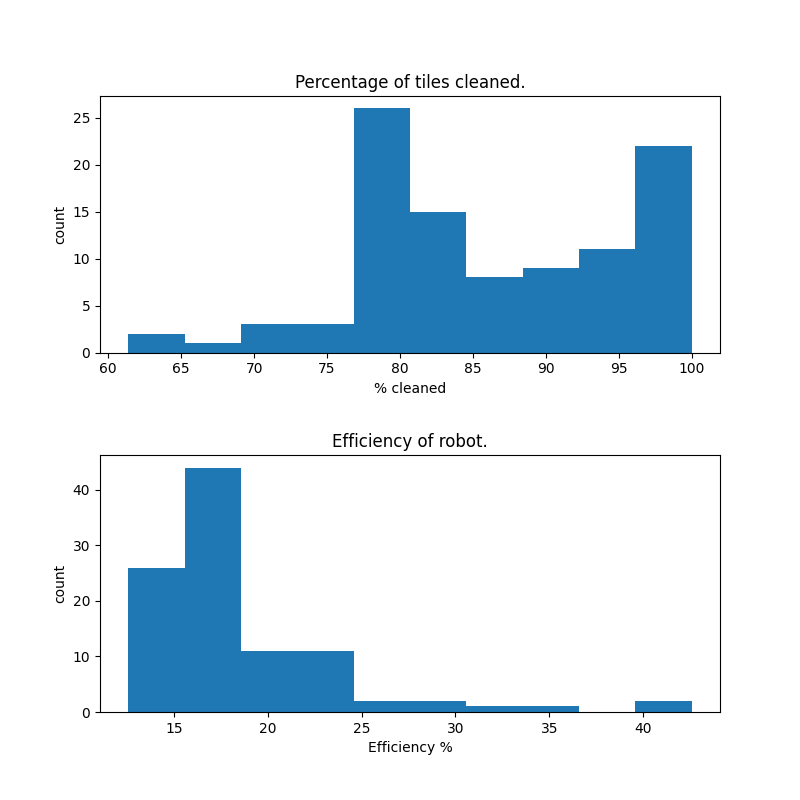 Percentage of tiles cleaned.
25
20
15
10
5
0
count
60 65 70 75 80 85 90 95 100
% cleaned
Efficiency of robot.
40
30
20
10
0
count
15 20 25 30 35 40
Efficiency %